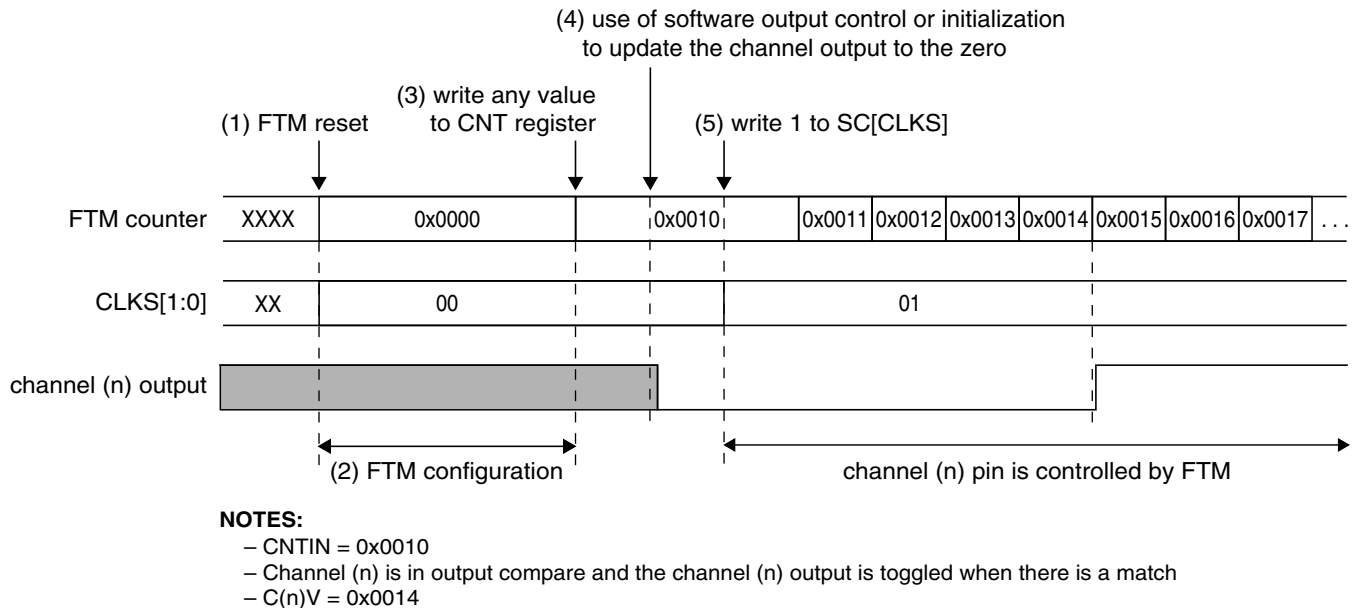 (4) use of software output control or initialization
to update the channel output to the zero
(3) write any value
to CNT register
(1) FTM reset
(5) write 1 to SC[CLKS]
FTM counter
XXXX
0x0000
0x0010
0x0011
0x0012
0x0013
0x0014
0x0015
0x0016
0x0017
. . .
CLKS[1:0]
XX
00
01
channel (n) output
(2) FTM configuration
channel (n) pin is controlled by FTM
NOTES:
– CNTIN = 0x0010
– Channel (n) is in output compare and the channel (n) output is toggled when there is a match
– C(n)V = 0x0014